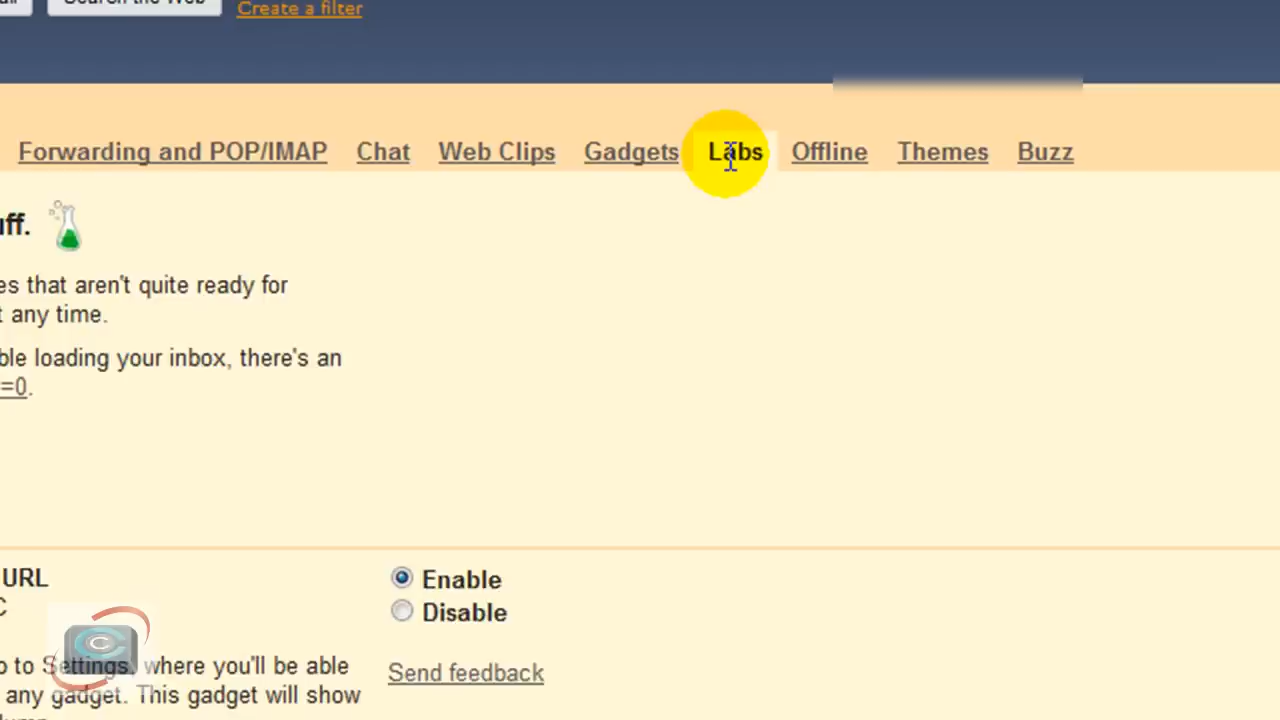 Search the Web
Create a filter
Forwarding and POP/IMAP Chat Web Clips Gadgets Labs Offline Themes Buzz
uff.
es that aren't quite ready for
t any time.
ble loading your inbox, there's an
=0.
URL
C
Enable
Disable
o to Settings, where you'll be able
any gadget. This gadget will show
Send feedback